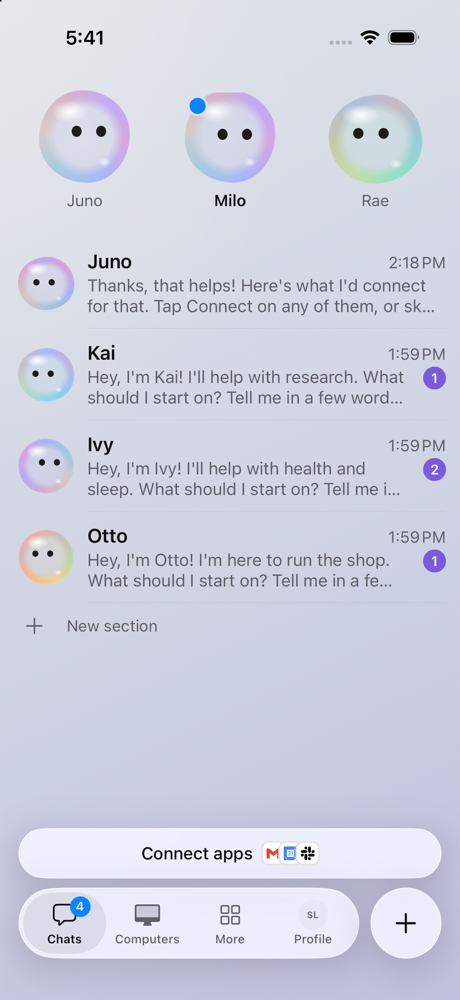 5:41
Juno
Milo
Rae
Juno
2:18 PM
Thanks, that helps! Here's what I'd connect
for that. Tap Connect on any of them, or sk...
Kai
1:59 PM
Hey, I'm Kai! I'll help with research. What
should I start on? Tell me in a few word...
1
Ivy
1:59 PM
Hey, I'm Ivy! I'll help with health and
sleep. What should I start on? Tell me i...
2
Otto
1:59 PM
Hey, I'm Otto! I'm here to run the shop.
What should I start on? Tell me in a fe...
1
New section
Connect apps
31
4
SL
Chats
Computers
More
Profile